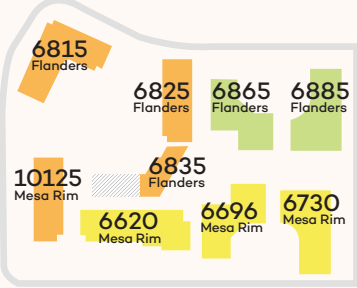 6815
Flanders
6825
Flanders
6865
Flanders
6885
Flanders
10125
Mesa Rim
6835
Flanders
6620
Mesa Rim
6696
Mesa Rim
6730
Mesa Rim